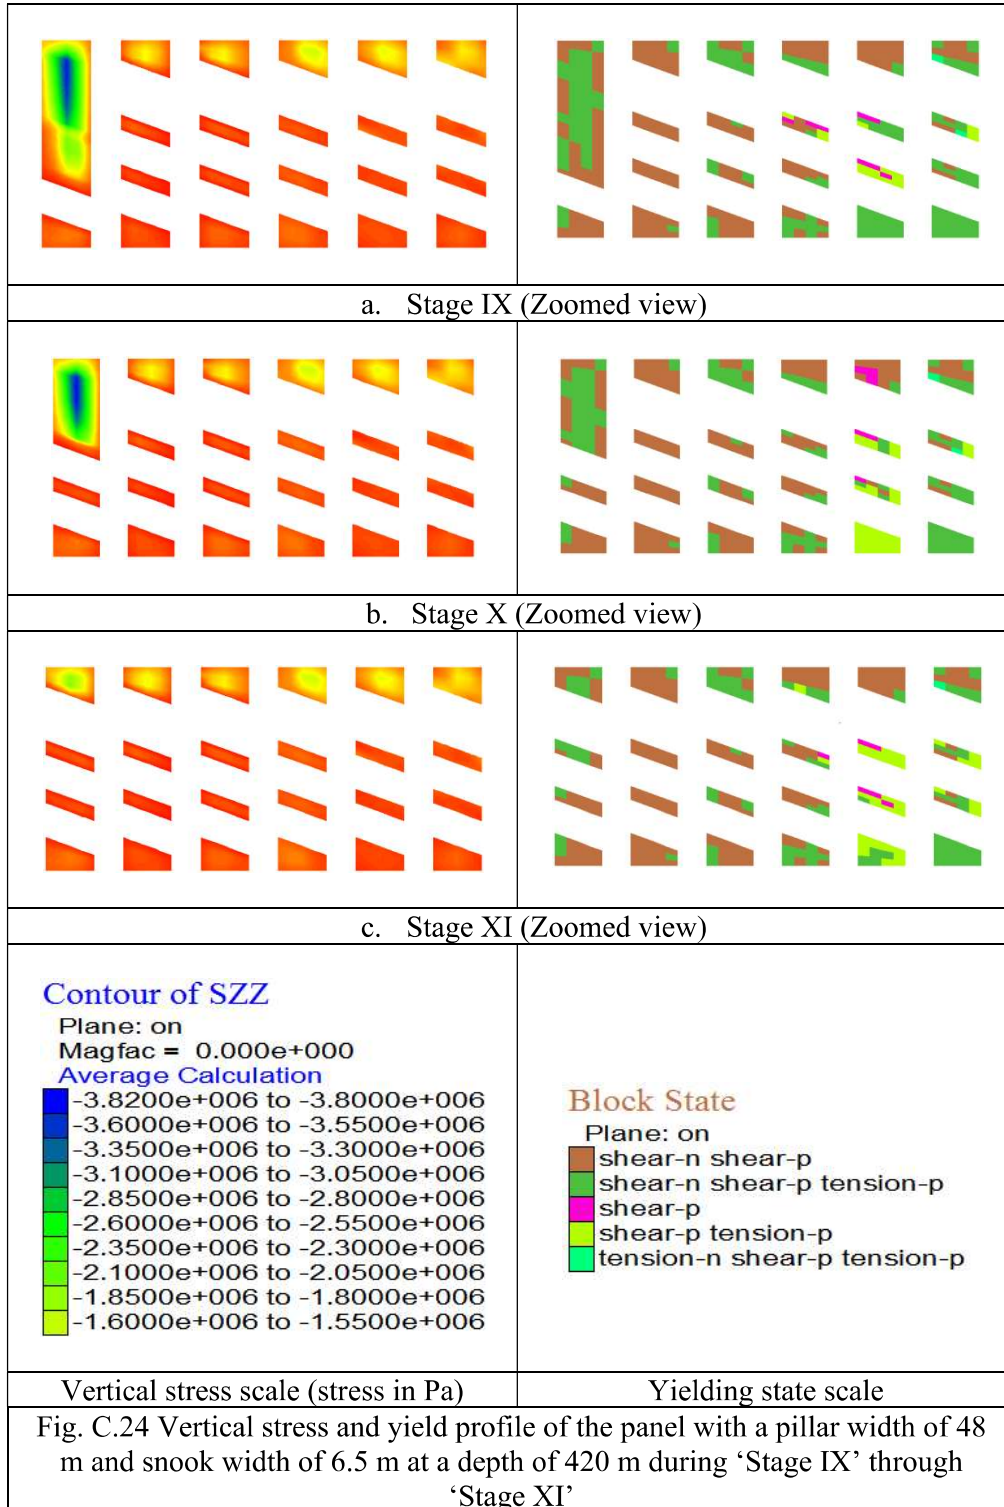 a. Stage IX (Zoomed view)
b. Stage X (Zoomed view)
c. Stage XI (Zoomed view)
Contour of SZZ
Plane: on
Magfac = 0.000e+000
Average Calculation
-3.8200e+006 to -3.8000e+006
-3.6000e+006 to -3.5500e+006
-3.3500e+006 to -3.3000e+006
-3.1000e+006 to -3.0500e+006
-2.8500e+006 to -2.8000e+006
-2.6000e+006 to -2.5500e+006
-2.3500e+006 to -2.3000e+006
-2.1000e+006 to -2.0500e+006
-1.8500e+006 to -1.8000e+006
-1.6000e+006 to -1.5500e+006
Block State
Plane: on
shear-n shear-p
shear-n shear-p tension-p
shear-p
shear-p tension-p
tension-n shear-p tension-p
Vertical stress scale (stress in Pa)
Yielding state scale
Fig. C.24 Vertical stress and yield profile of the panel with a pillar width of 48
m and snook width of 6.5 m at a depth of 420 m during ‘Stage IX’ through
‘Stage XI’